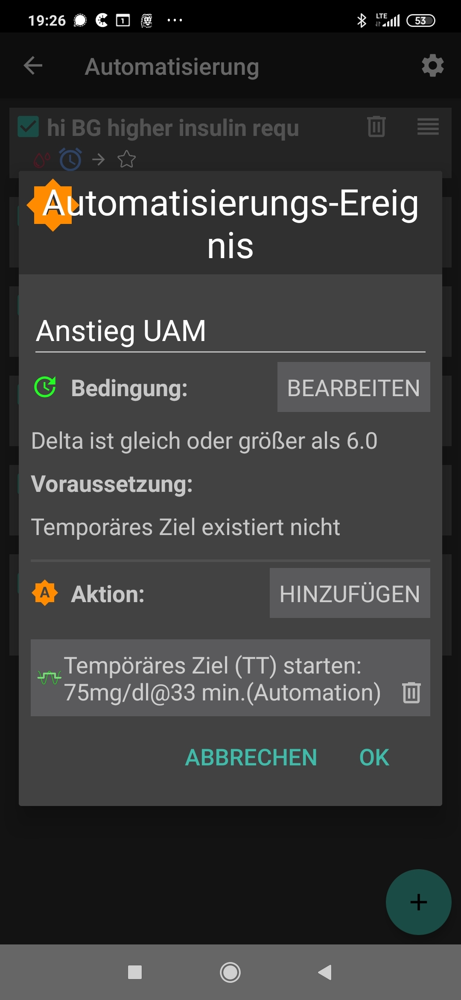 19:26
LTE
53
Automatisierung
hi BG higher insulin requ
Automatisierungs-Ereig
nis
Anstieg UAM
Bedingung:
BEARBEITEN
Delta ist gleich oder größer als 6.0
Voraussetzung:
Temporäres Ziel existiert nicht
A
Aktion:
HINZUFÜGEN
Tempöräres Ziel (TT) starten:
75mg/dl@33 min.(Automation)
ABBRECHEN
OK